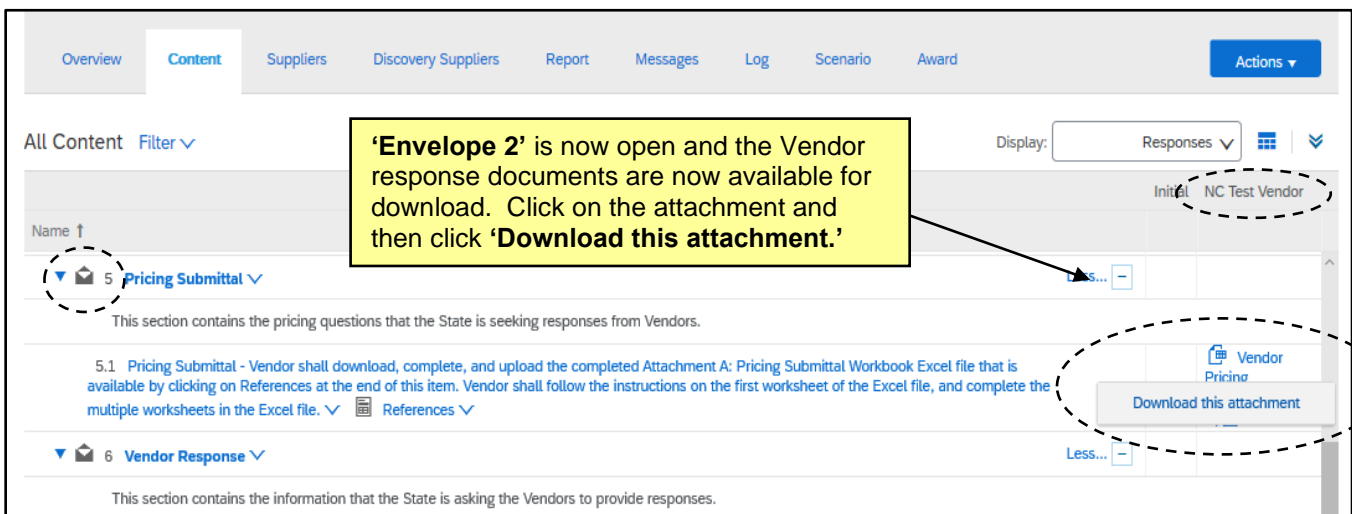 Overview Content Suppliers Discovery Suppliers Report Messages Log Scenario Award Actions ▾
All Content Filter Display: Responses
‘Envelope 2’ is now open and the Vendor
response documents are now available for
download. Click on the attachment and
then click ‘Download this attachment.’
Initial NC Test Vendor
Name ↑
▼ 5 Pricing Submittal Less... −
This section contains the pricing questions that the State is seeking responses from Vendors.
5.1 Pricing Submittal - Vendor shall download, complete, and upload the completed Attachment A: Pricing Submittal Workbook Excel file that is
available by clicking on References at the end of this item. Vendor shall follow the instructions on the first worksheet of the Excel file, and complete the
multiple worksheets in the Excel file. References
Vendor
Pricing
Download this attachment
▼ 6 Vendor Response Less... −
This section contains the information that the State is asking the Vendors to provide responses.